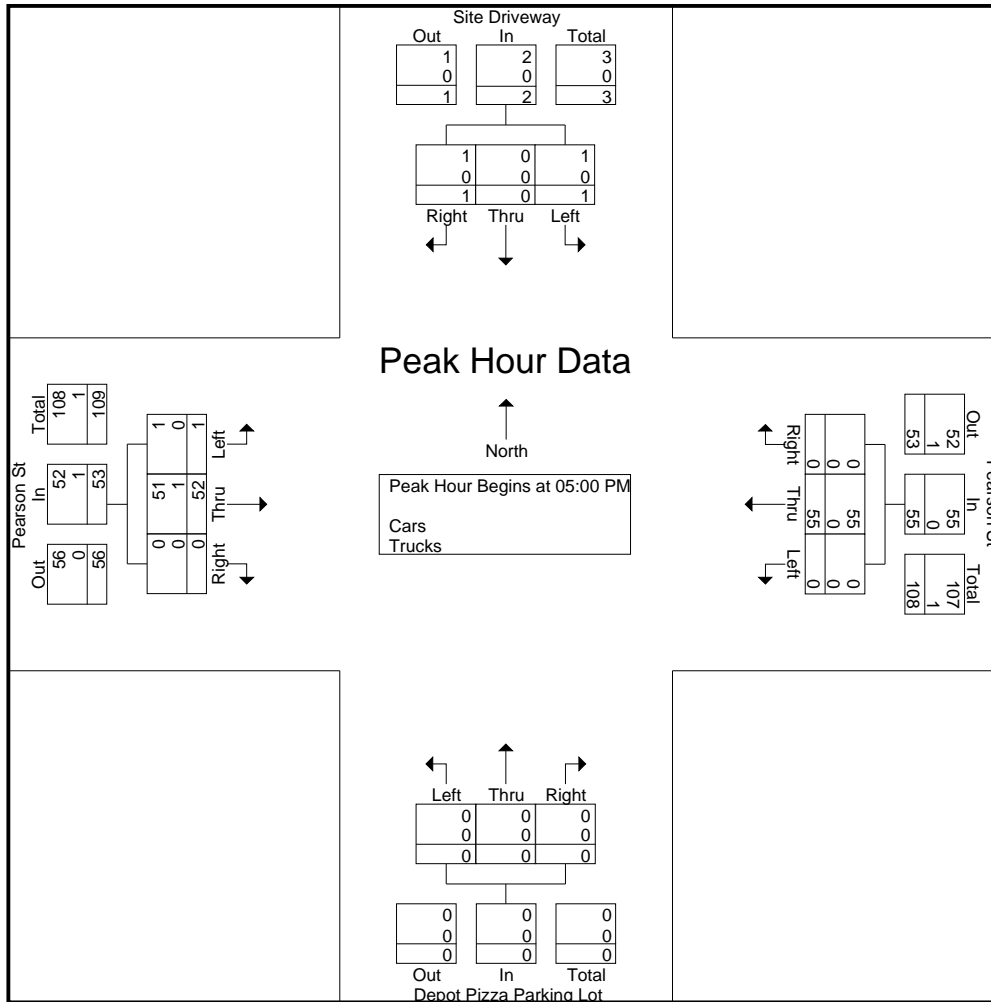 Site Driveway
Out In Total
1 2 3
0 0 0
1 2 3
1 0 1
0 0 0
1 0 1
Right Thru Left
Peak Hour Data
North
Peak Hour Begins at 05:00 PM
Cars
Trucks
Pearson St
Out In Total
56 52 108
0 1 1
56 53 109
Left Thru Right
1 51 0
0 1 0
1 52 0
Pearson St
Out In Total
52 55 107
1 0 1
53 55 108
Right Thru Left
0 55 0
0 0 0
0 55 0
Left Thru Right
0 0 0
0 0 0
0 0 0
0 0 0
0 0 0
0 0 0
Out In Total
Depot Pizza Parking Lot